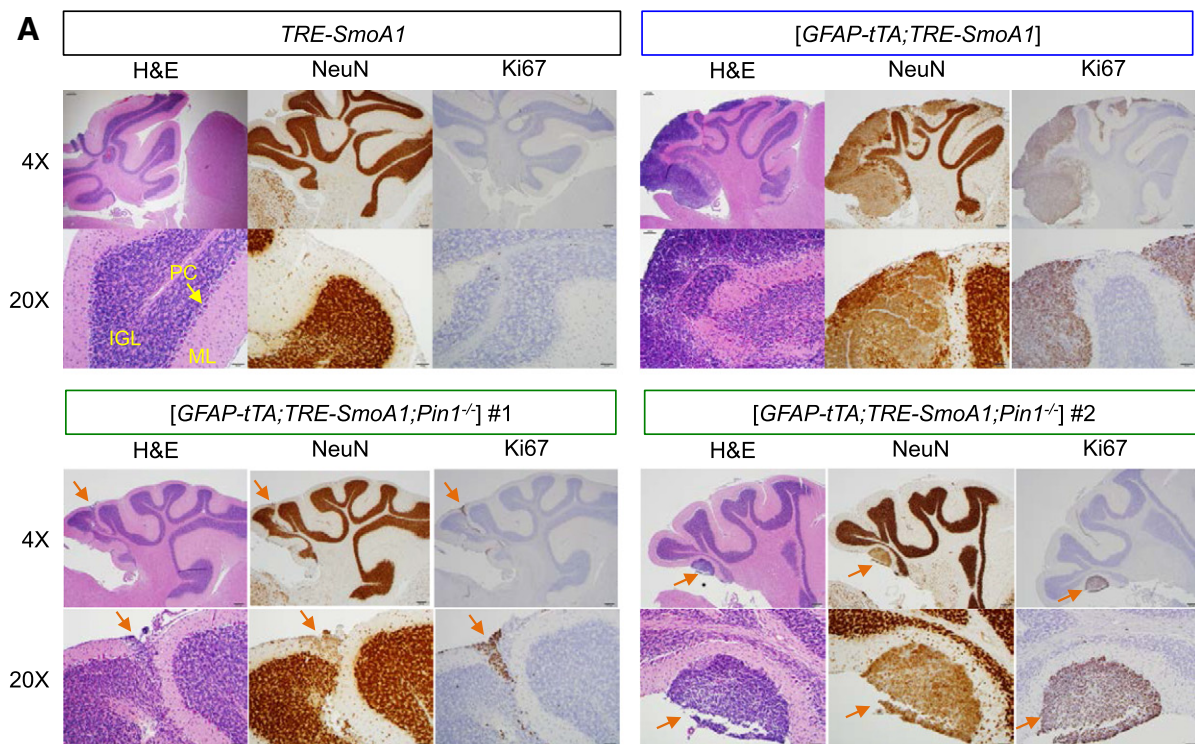 A
TRE-SmoA1
[GFAP-tTA;TRE-SmoA1]
H&E NeuN Ki67
H&E NeuN Ki67
4X
20X
PC
IGL
ML
[GFAP-tTA;TRE-SmoA1;Pin1-/-] #1
[GFAP-tTA;TRE-SmoA1;Pin1-/-] #2
H&E NeuN Ki67
H&E NeuN Ki67
4X
20X